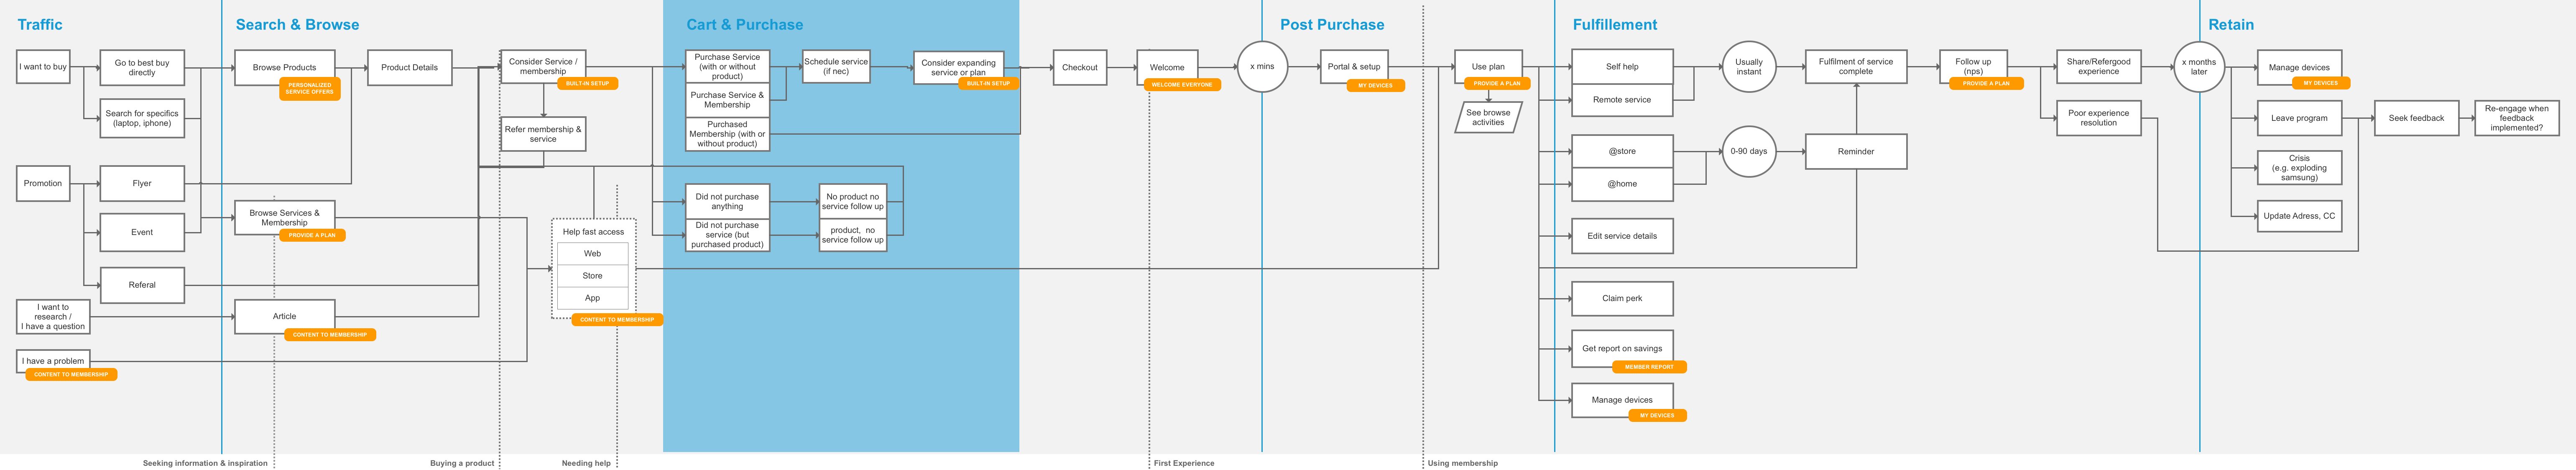 Traffic
Search & Browse
Cart & Purchase
Post Purchase
Fulfillment
Retain
I want to buy
Go to best buy
directly
Search for specifics
(laptop, iphone)
Promotion
Flyer
Event
Referal
I want to
research /
I have a question
I have a problem
CONTENT TO MEMBERSHIP
Browse Products
PERSONALIZED
SERVICE OFFERS
Product Details
Browse Services &
Membership
PROVIDE A PLAN
Article
CONTENT TO MEMBERSHIP
Consider Service /
membership
BUILT-IN SETUP
Refer membership &
service
Help fast access
Web
Store
App
CONTENT TO MEMBERSHIP
Purchase Service
(with or without
product)
Purchase Service &
Membership
Purchased
Membership (with or
without product)
Schedule service
(if nec)
Consider expanding
service or plan
BUILT-IN SETUP
Did not purchase
anything
Did not purchase
service (but
purchased product)
No product no
service follow up
product,  no
service follow up
Checkout
Welcome
WELCOME EVERYONE
x mins
Portal & setup
MY DEVICES
Use plan
PROVIDE A PLAN
See browse
activities
Self help
Remote service
@store
@home
Edit service details
Claim perk
Get report on savings
MEMBER REPORT
Manage devices
MY DEVICES
Usually
instant
0-90 days
Fulfilment of service
complete
Reminder
Follow up
(nps)
PROVIDE A PLAN
Share/Refergood
experience
Poor experience
resolution
x months
later
Manage devices
MY DEVICES
Leave program
Crisis
(e.g. exploding
samsung)
Update Adress, CC
Seek feedback
Re-engage when
feedback
implemented?
Seeking information & inspiration
Buying a product
Needing help
First Experience
Using membership